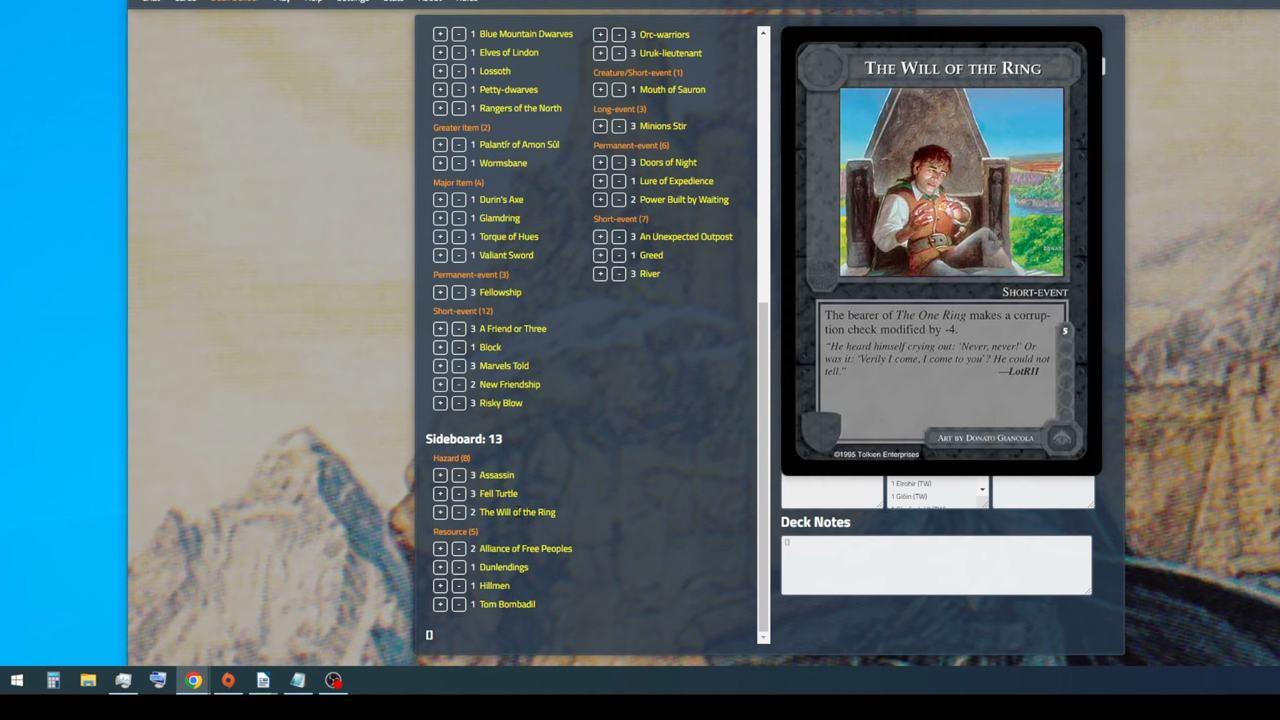 + - 1 Blue Mountain Dwarves
+ - 1 Elves of Lindon
+ - 1 Lossoth
+ - 1 Petty-dwarves
+ - 1 Rangers of the North
Greater Item (2)
+ - 1 Palantír of Amon Sûl
+ - 1 Wormsbane
Major Item (4)
+ - 1 Durin's Axe
+ - 1 Glamdring
+ - 1 Torque of Hues
+ - 1 Valiant Sword
Permanent-event (3)
+ - 3 Fellowship
Short-event (12)
+ - 3 A Friend or Three
+ - 1 Block
+ - 3 Marvels Told
+ - 2 New Friendship
+ - 3 Risky Blow
Sideboard: 13
Hazard (8)
+ - 3 Assassin
+ - 3 Fell Turtle
+ - 2 The Will of the Ring
Resource (5)
+ - 2 Alliance of Free Peoples
+ - 1 Dunlendings
+ - 1 Hillmen
+ - 1 Tom Bombadil
[]
+ - 3 Orc-warriors
+ - 3 Uruk-lieutenant
Creature/Short-event (1)
+ - 1 Mouth of Sauron
Long-event (3)
+ - 3 Minions Stir
Permanent-event (6)
+ - 3 Doors of Night
+ - 1 Lure of Expedience
+ - 2 Power Built by Waiting
Short-event (7)
+ - 3 An Unexpected Outpost
+ - 1 Greed
+ - 3 River
The Will of the Ring
DONATO
Short-event
The bearer of The One Ring makes a corrup-
tion check modified by -4.
"He heard himself crying out: 'Never, never!' Or
was it: 'Verily I come, I come to you'? He could not
tell."
—LotRII
5
Art by Donato Giancola
©1995 Tolkien Enterprises
1 Elrohir (TW)
1 Glóin (TW)
Deck Notes
[]